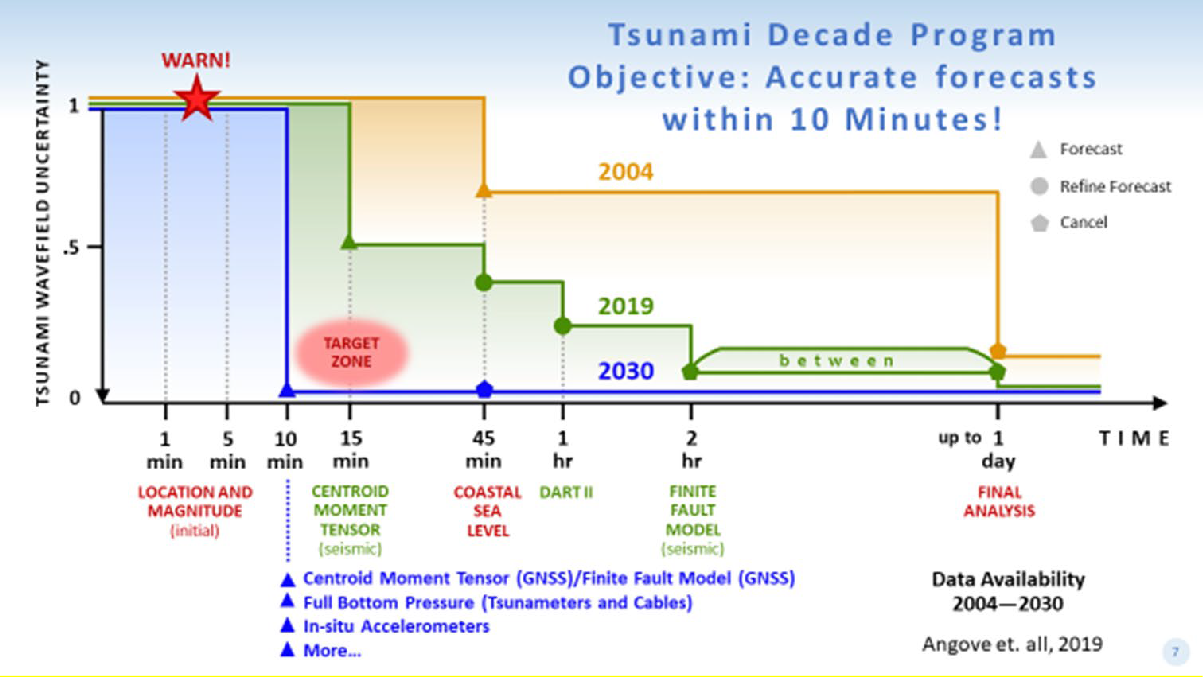 Tsunami Decade Program
Objective: Accurate forecasts
within 10 Minutes!
WARN!
TSUNAMI WAVEFIELD UNCERTAINTY
1
.5
0
Forecast
Refine Forecast
Cancel
2004
2019
2030
TARGET
ZONE
between
1
min
5
min
10
min
15
min
45
min
1
hr
2
hr
up to 1
day
TIME
LOCATION AND
MAGNITUDE
(initial)
CENTROID
MOMENT
TENSOR
(seismic)
COASTAL
SEA
LEVEL
DART II
FINITE
FAULT
MODEL
(seismic)
FINAL
ANALYSIS
Centroid Moment Tensor (GNSS)/Finite Fault Model (GNSS)
Full Bottom Pressure (Tsunameters and Cables)
In-situ Accelerometers
More...
Data Availability
2004—2030
Angove et. all, 2019
7